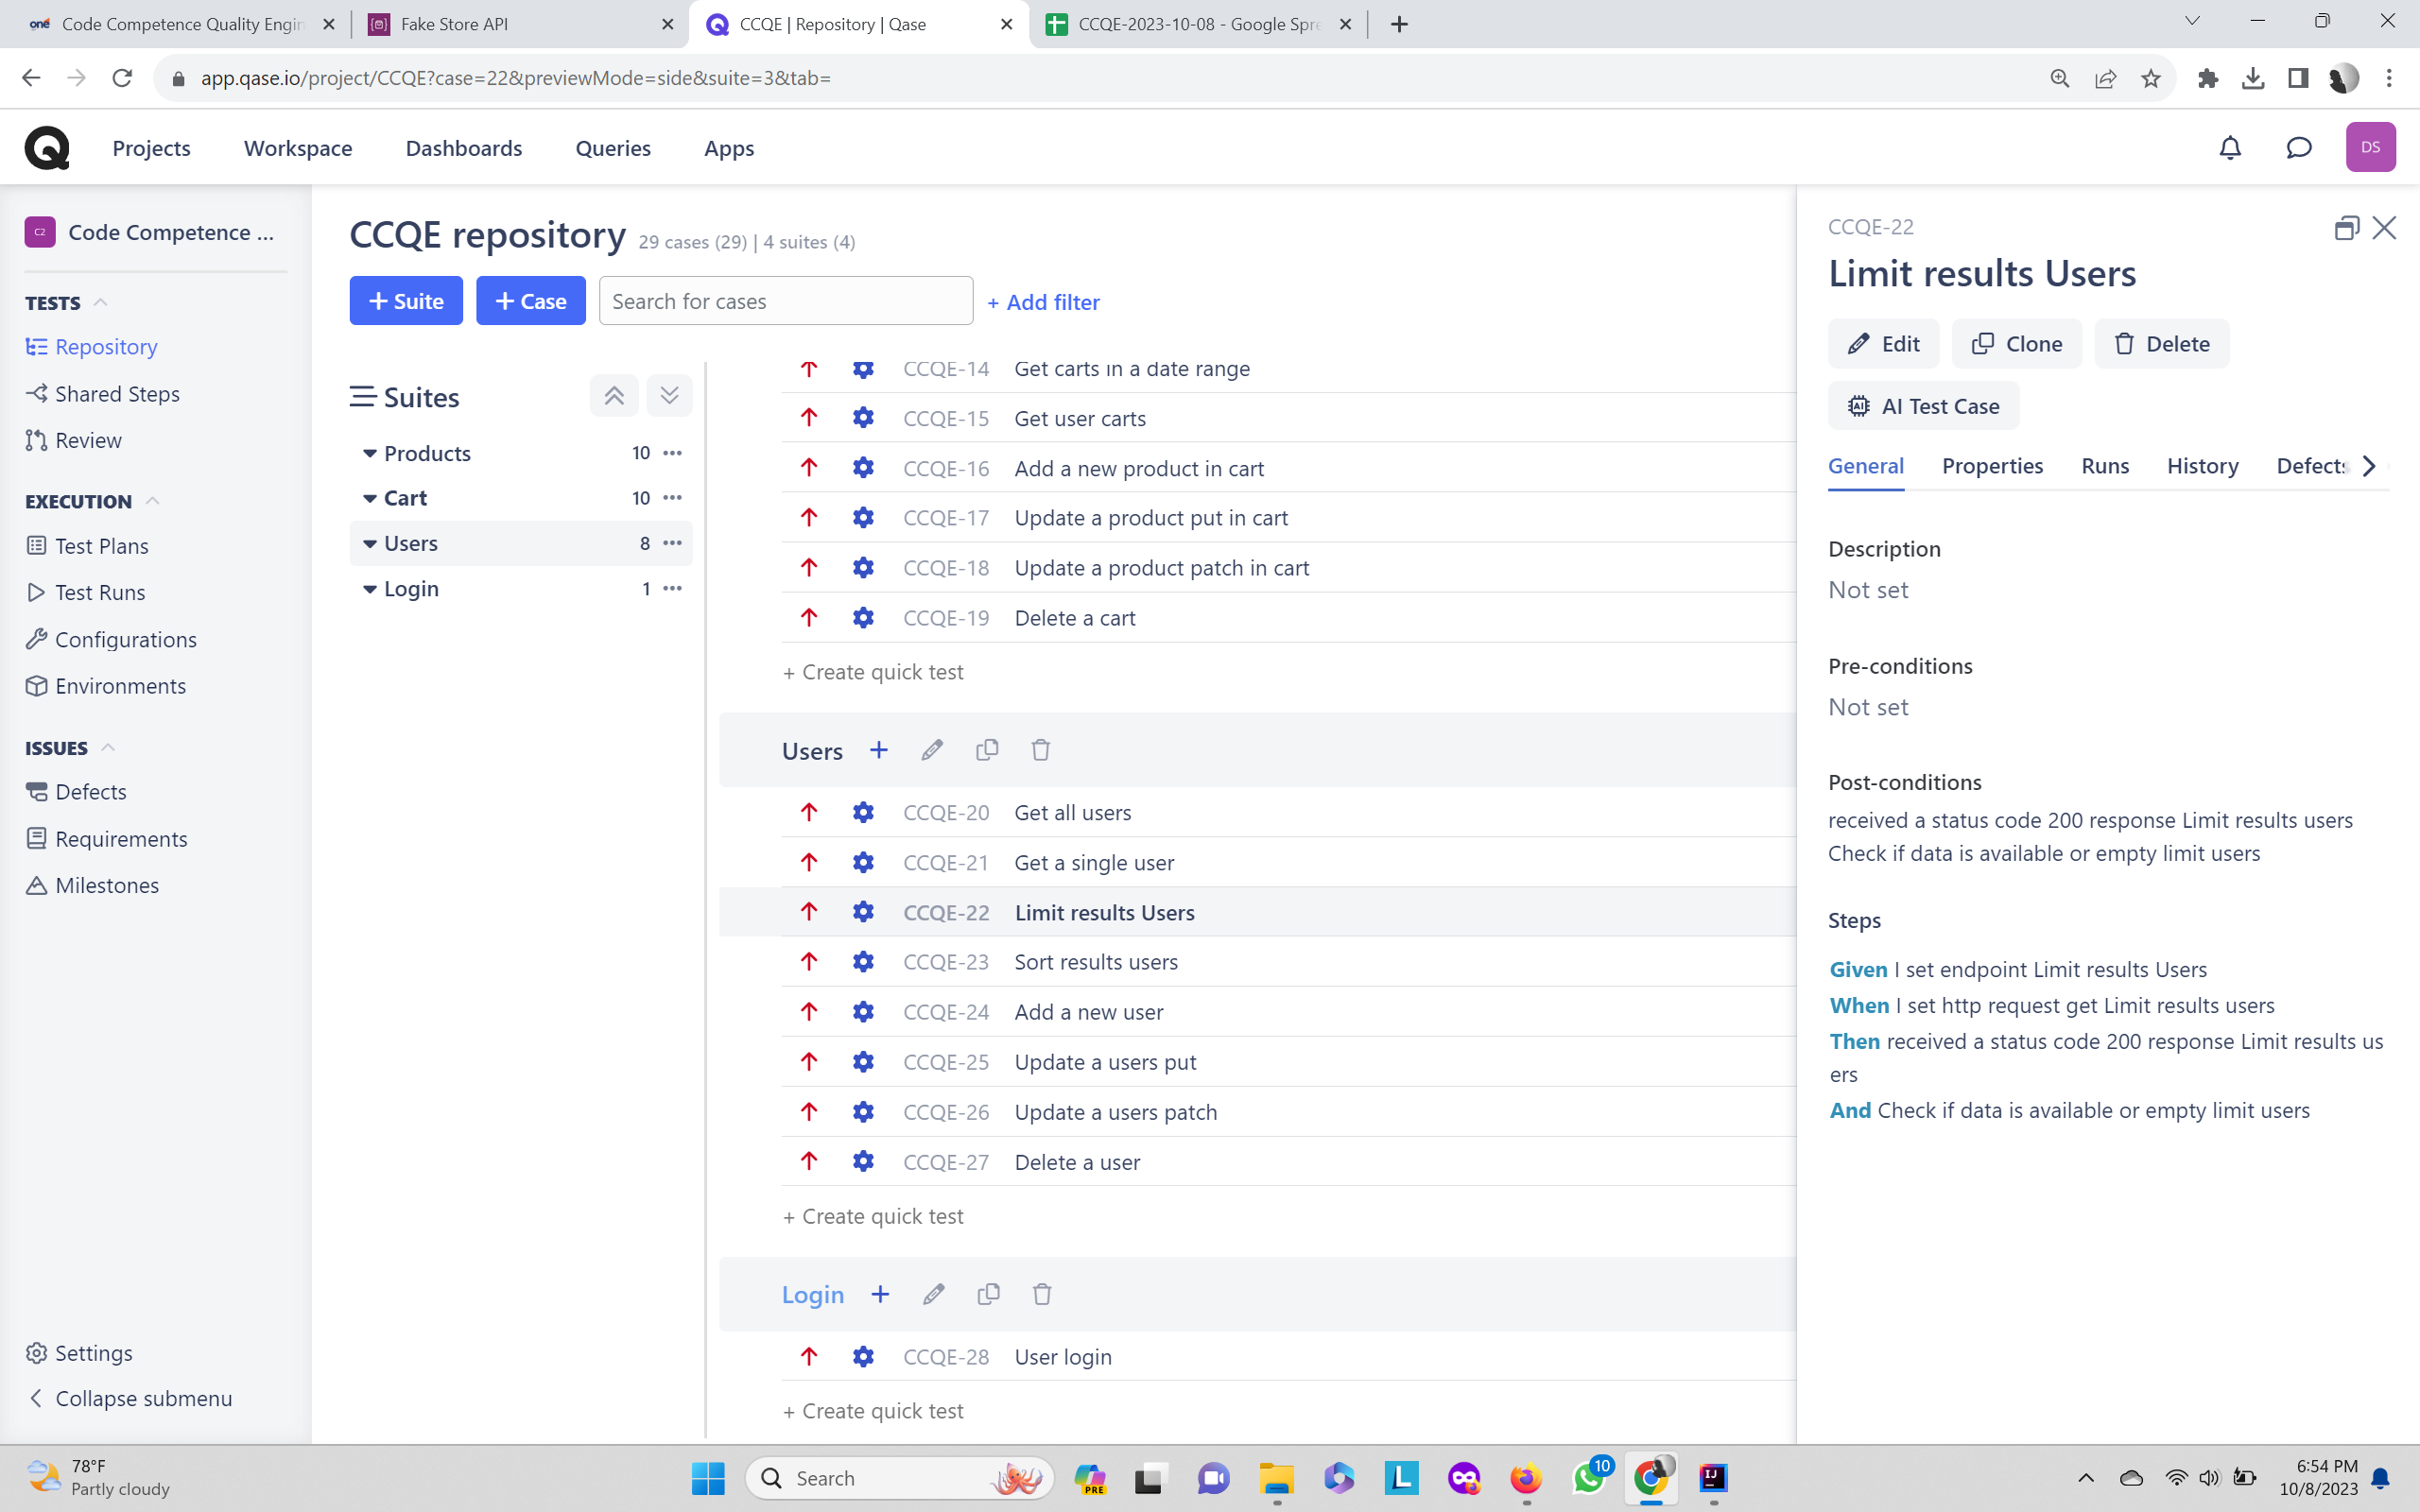 Code Competence Quality Engin
Fake Store API
CCQE | Repository | Qase
CCQE-2023-10-08 - Google Spre
app.qase.io/project/CCQE?case=22&previewMode=side&suite=3&tab=
Projects
Workspace
Dashboards
Queries
Apps
DS
C2
Code Competence ...
TESTS
Repository
Shared Steps
Review
EXECUTION
Test Plans
Test Runs
Configurations
Environments
ISSUES
Defects
Requirements
Milestones
Settings
Collapse submenu
CCQE repository 29 cases (29) | 4 suites (4)
+ Suite
+ Case
Search for cases
+ Add filter
Suites
Products 10
Cart 10
Users 8
Login 1
CCQE-14 Get carts in a date range
CCQE-15 Get user carts
CCQE-16 Add a new product in cart
CCQE-17 Update a product put in cart
CCQE-18 Update a product patch in cart
CCQE-19 Delete a cart
+ Create quick test
Users
CCQE-20 Get all users
CCQE-21 Get a single user
CCQE-22 Limit results Users
CCQE-23 Sort results users
CCQE-24 Add a new user
CCQE-25 Update a users put
CCQE-26 Update a users patch
CCQE-27 Delete a user
+ Create quick test
Login
CCQE-28 User login
+ Create quick test
CCQE-22
Limit results Users
Edit
Clone
Delete
AI Test Case
General
Properties
Runs
History
Defects
Description
Not set
Pre-conditions
Not set
Post-conditions
received a status code 200 response Limit results users
Check if data is available or empty limit users
Steps
Given I set endpoint Limit results Users
When I set http request get Limit results users
Then received a status code 200 response Limit results us
ers
And Check if data is available or empty limit users
78°F
Partly cloudy
Search
PRE
L
10
IJ
6:54 PM
10/8/2023